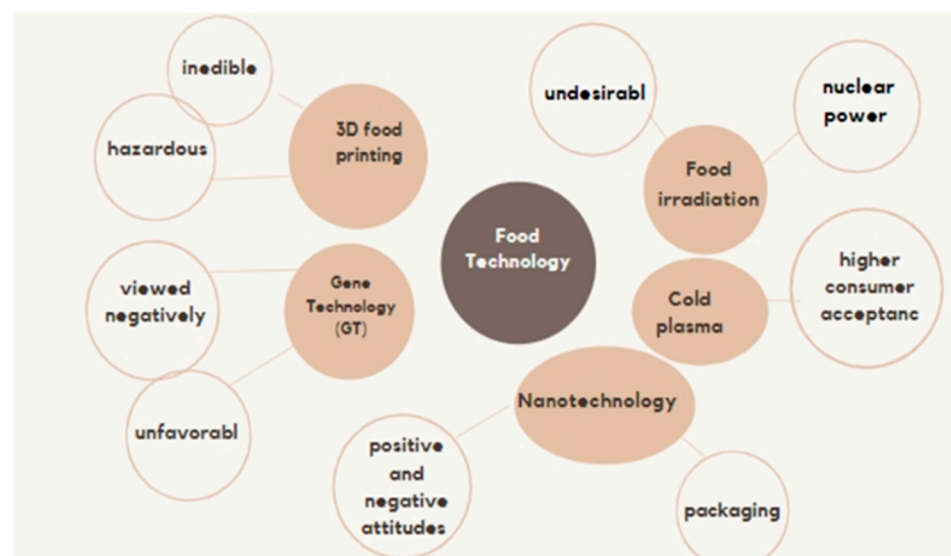 inedible
hazardous
3D food
printing
viewed
negatively
Gene
Technology
(GT)
unfavorabl
Food
Technology
undesirabl
nuclear
power
Food
irradiation
higher
consumer
acceptanc
Cold
plasma
Nanotechnology
positive
and
negative
attitudes
packaging